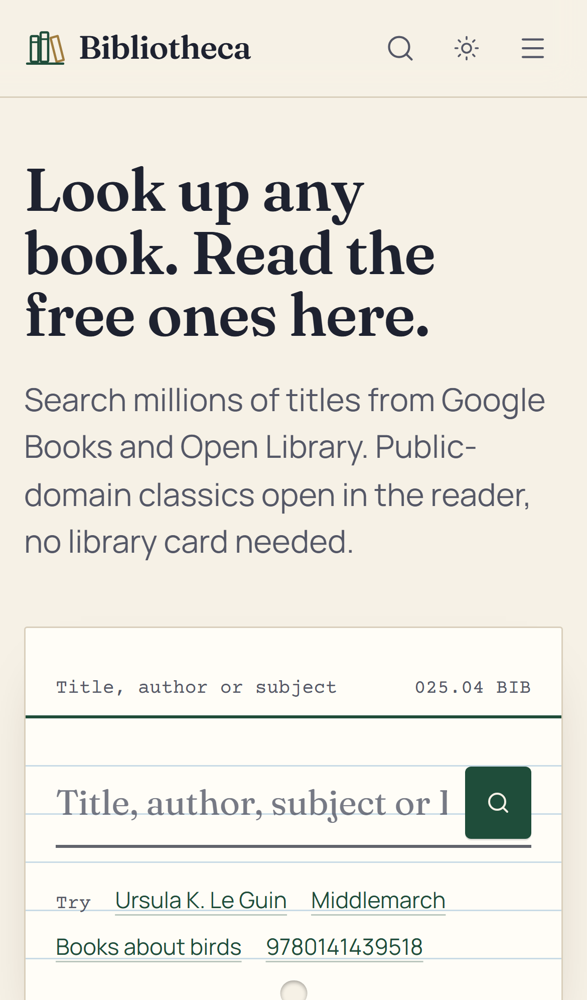 Bibliotheca
Look up any
book. Read the
free ones here.
Search millions of titles from Google
Books and Open Library. Public-
domain classics open in the reader,
no library card needed.
Title, author or subject 025.04 BIB
Title, author, subject or
Try Ursula K. Le Guin Middlemarch
Books about birds 9780141439518